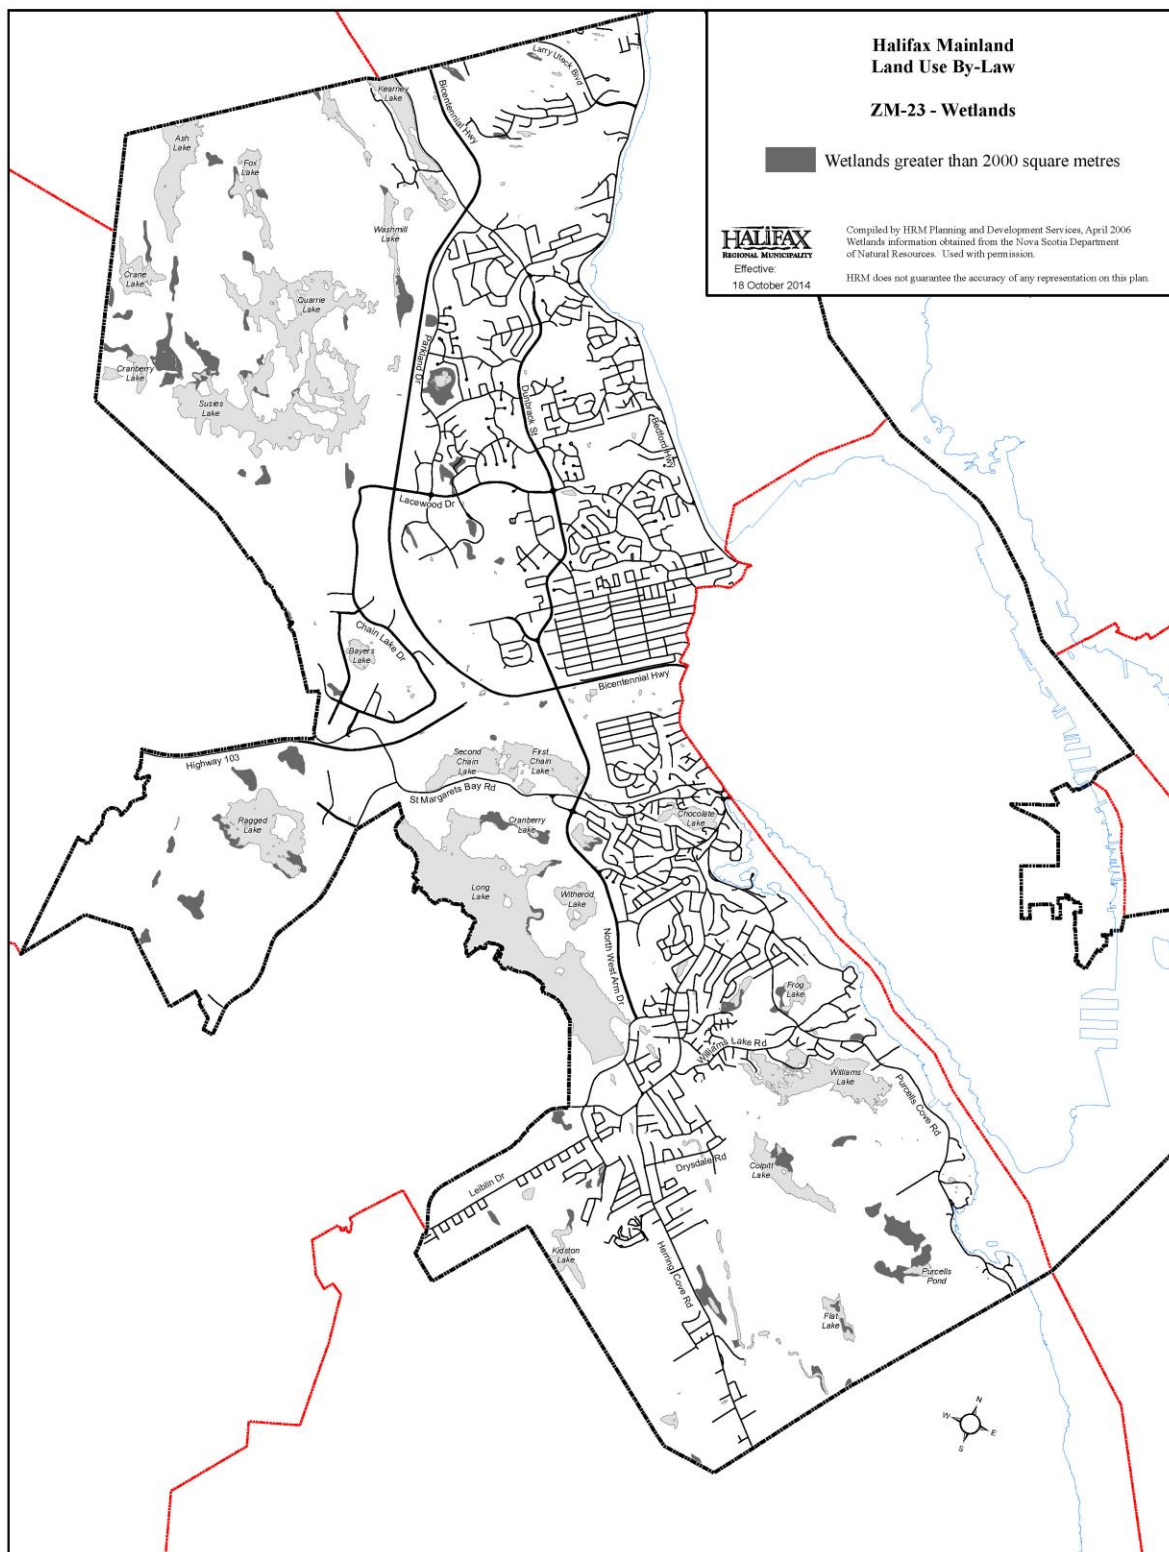 Halifax Mainland
Land Use By-Law
ZM-23 - Wetlands
Wetlands greater than 2000 square metres
HALIFAX
REGIONAL MUNICIPALITY
Effective:
18 October 2014
Compiled by HRM Planning and Development Services, April 2006
Wetlands information obtained from the Nova Scotia Department
of Natural Resources. Used with permission.
HRM does not guarantee the accuracy of any representation on this plan.
Larry Uteck Blvd
Kearney
Lake
Bicentennial Hwy
Ash
Lake
Fox
Lake
Washmill
Lake
Crane
Lake
Quarrie
Lake
Parkland Dr
Cranberry
Lake
Susies
Lake
Dunbrack St
Bedford Hwy
Lacewood Dr
Chain Lake Dr
Bayers
Lake
Bicentennial Hwy
Highway 103
Second
Chain
Lake
First
Chain
Lake
St Margarets Bay Rd
Ragged
Lake
Cranberry
Lake
Chocolate
Lake
Long
Lake
Witherod
Lake
North West Arm Dr
Frog
Lake
Williams Lake Rd
Williams
Lake
Purcells Cove Rd
Drysdale Rd
Colpitt
Lake
Leiblin Dr
Kidston
Lake
Herring Cove Rd
Purcells
Pond
Flat
Lake
N
W
E
S